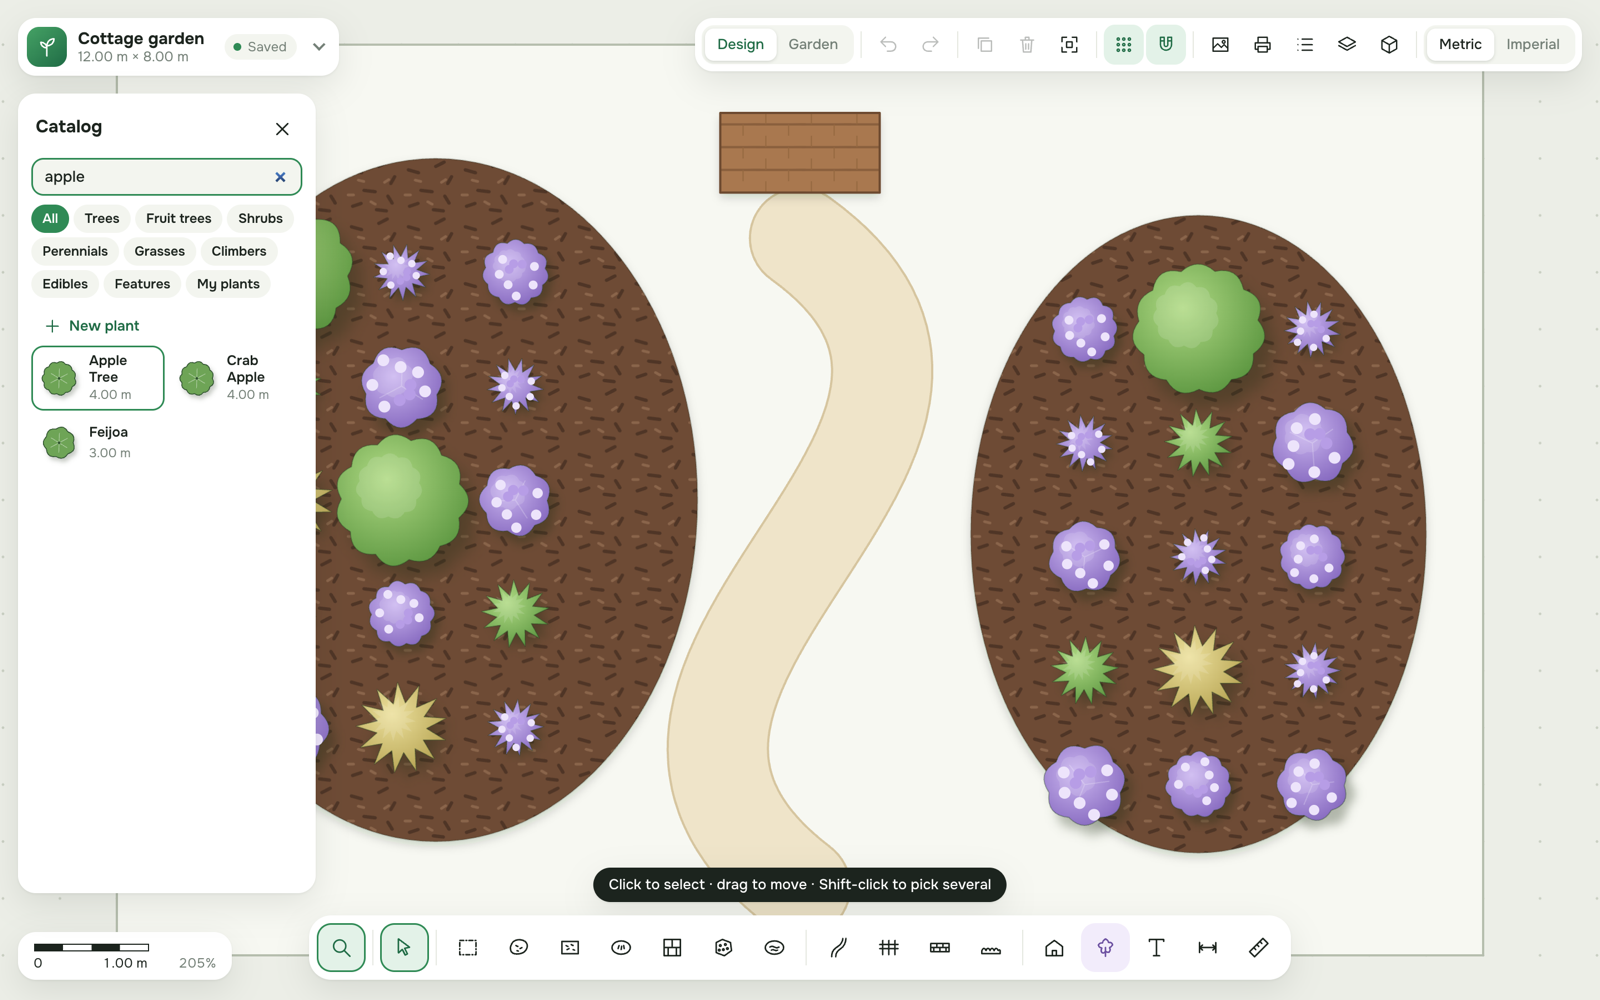 Cottage garden
12.00 m × 8.00 m
Saved
Design
Garden
Metric
Imperial
Catalog
apple
All
Trees
Fruit trees
Shrubs
Perennials
Grasses
Climbers
Edibles
Features
My plants
New plant
Apple
Tree
4.00 m
Crab
Apple
4.00 m
Feijoa
3.00 m
Click to select · drag to move · Shift-click to pick several
0
1.00 m
205%